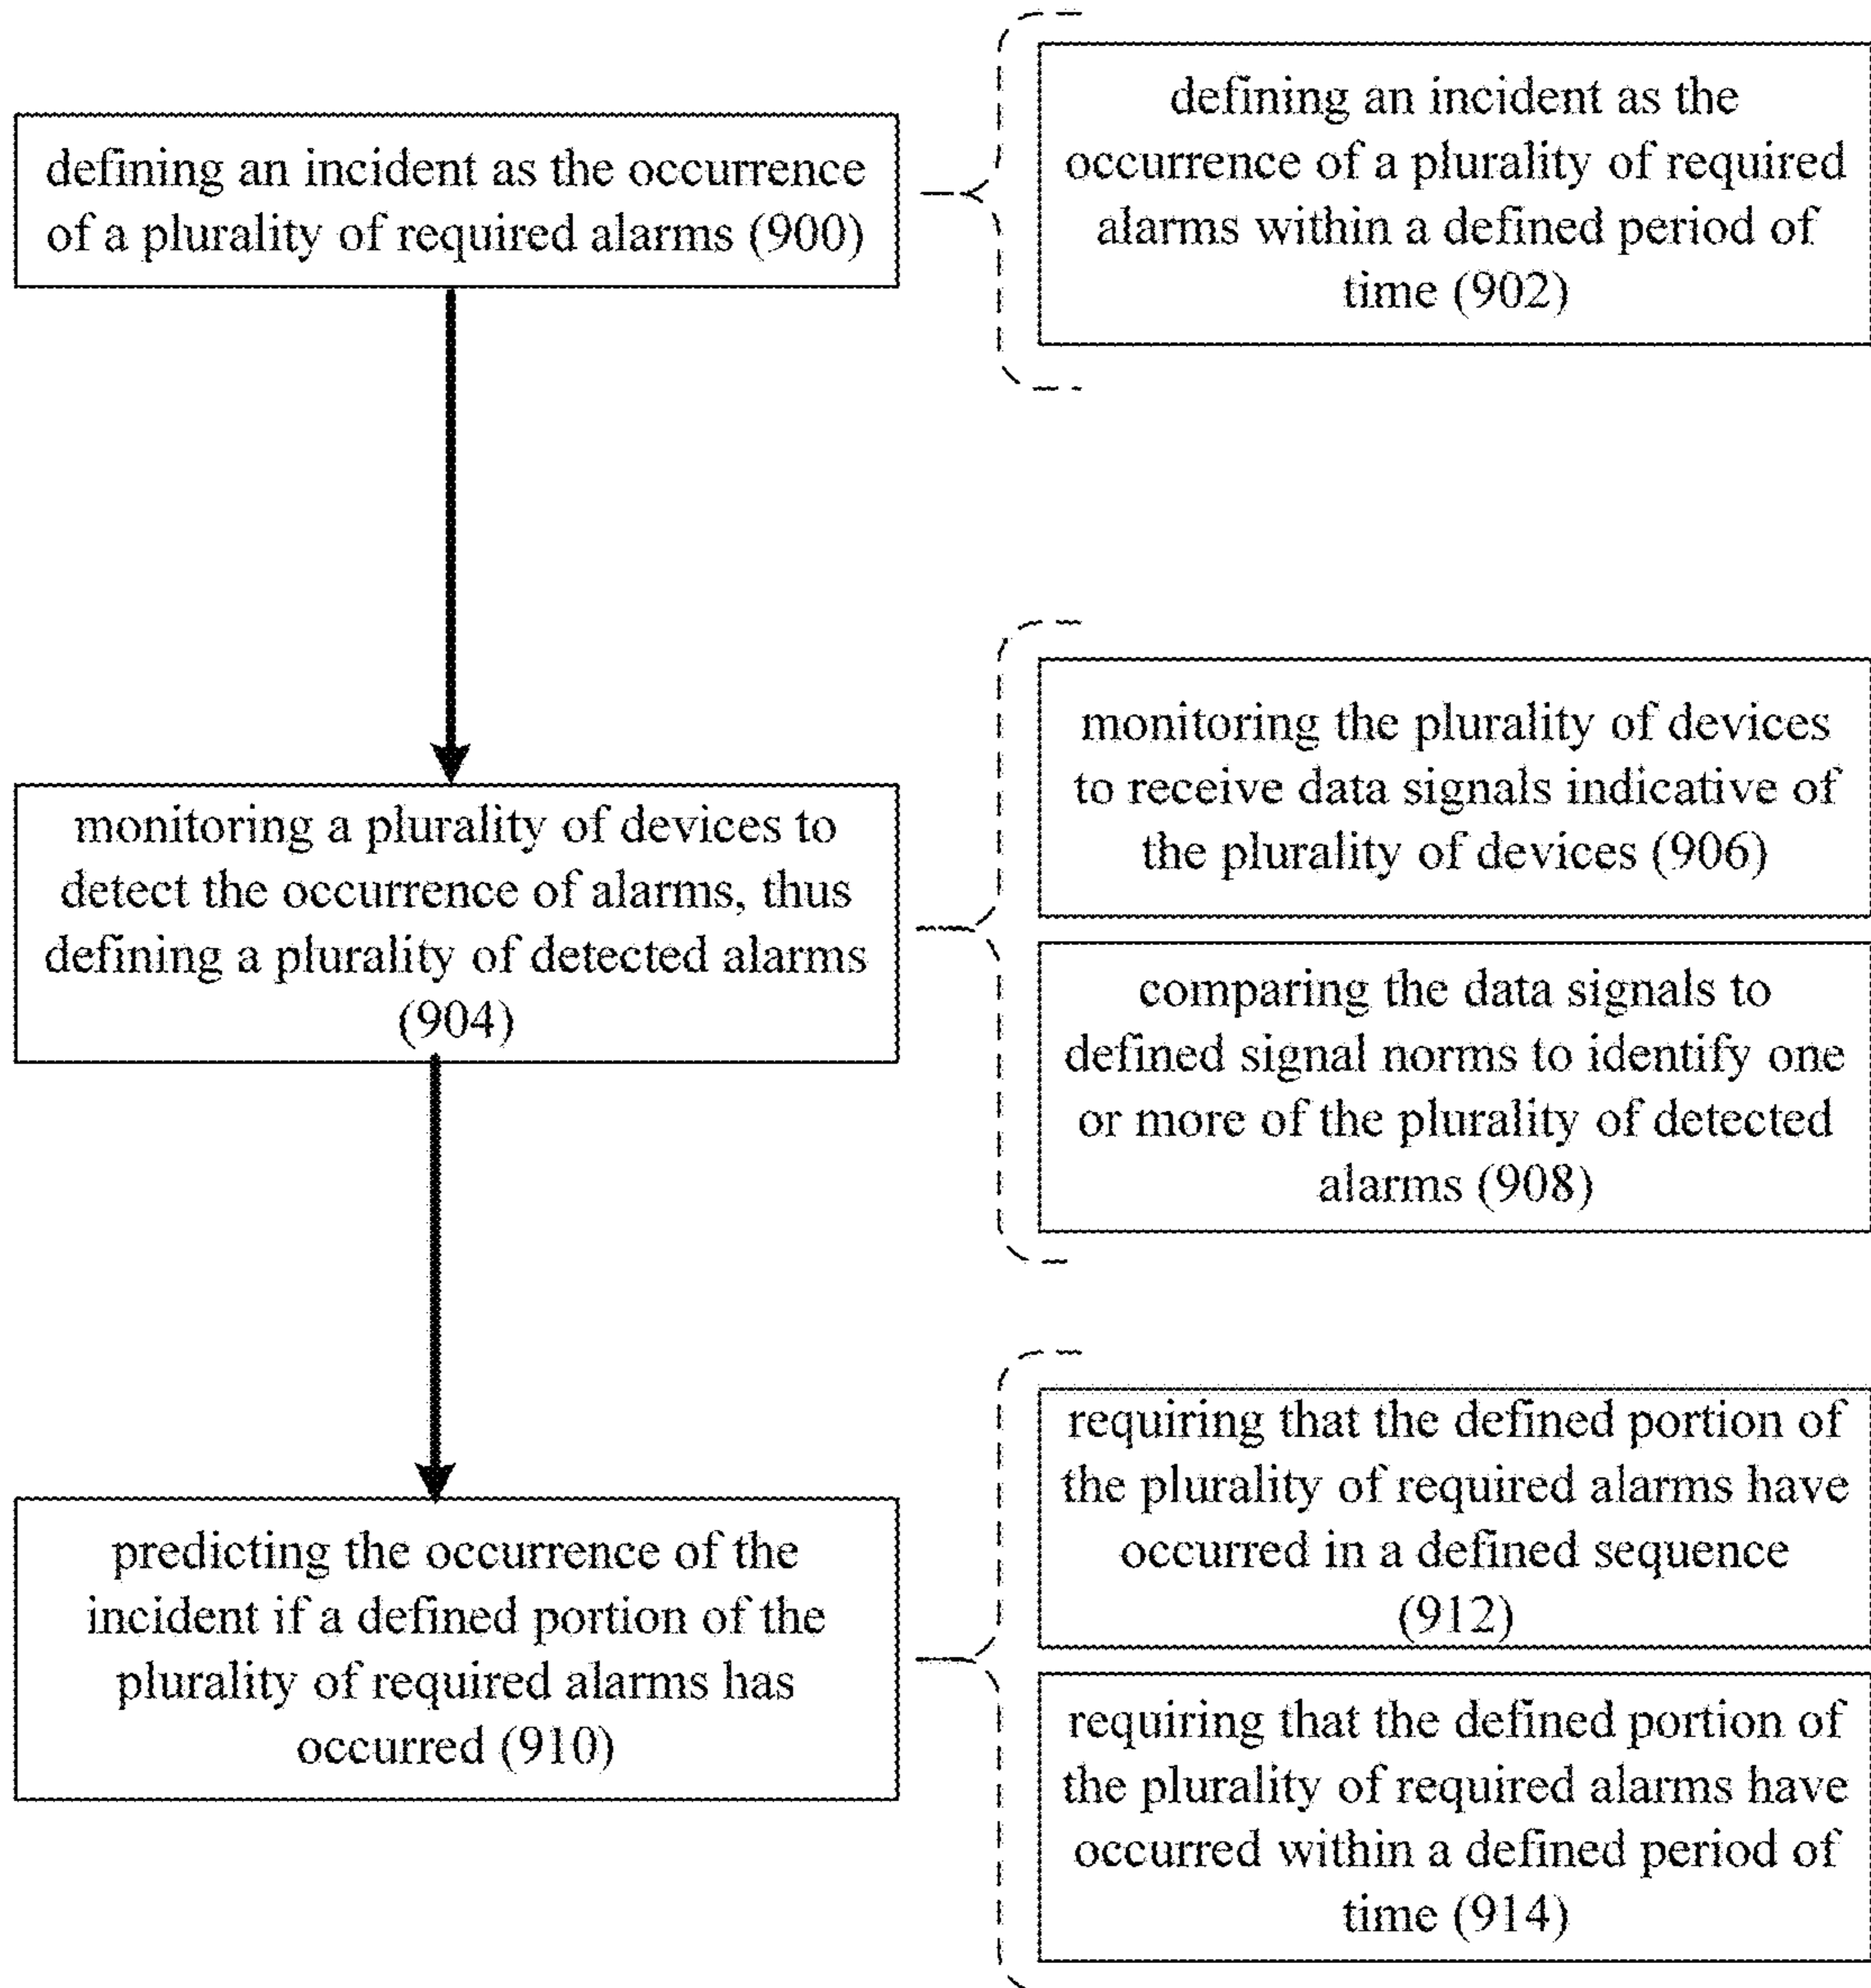 defining an incident as the occurrence
of a plurality of required alarms (900)
defining an incident as the
occurrence of a plurality of required
alarms within a defined period of
time (902)
monitoring a plurality of devices to
detect the occurrence of alarms, thus
defining a plurality of detected alarms
(904)
monitoring the plurality of devices
to receive data signals indicative of
the plurality of devices (906)
comparing the data signals to
defined signal norms to identify one
or more of the plurality of detected
alarms (908)
predicting the occurrence of the
incident if a defined portion of the
plurality of required alarms has
occurred (910)
requiring that the defined portion of
the plurality of required alarms have
occurred in a defined sequence
(912)
requiring that the defined portion of
the plurality of required alarms have
occurred within a defined period of
time (914)